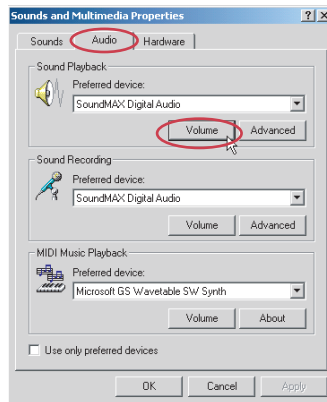 Sounds and Multimedia Properties
Sounds Audio Hardware
Sound Playback
Preferred device:
SoundMAX Digital Audio
Volume Advanced
Sound Recording
Preferred device:
SoundMAX Digital Audio
Volume Advanced
MIDI Music Playback
Preferred device:
Microsoft GS Wavetable SW Synth
Volume About
Use only preferred devices
OK Cancel Apply